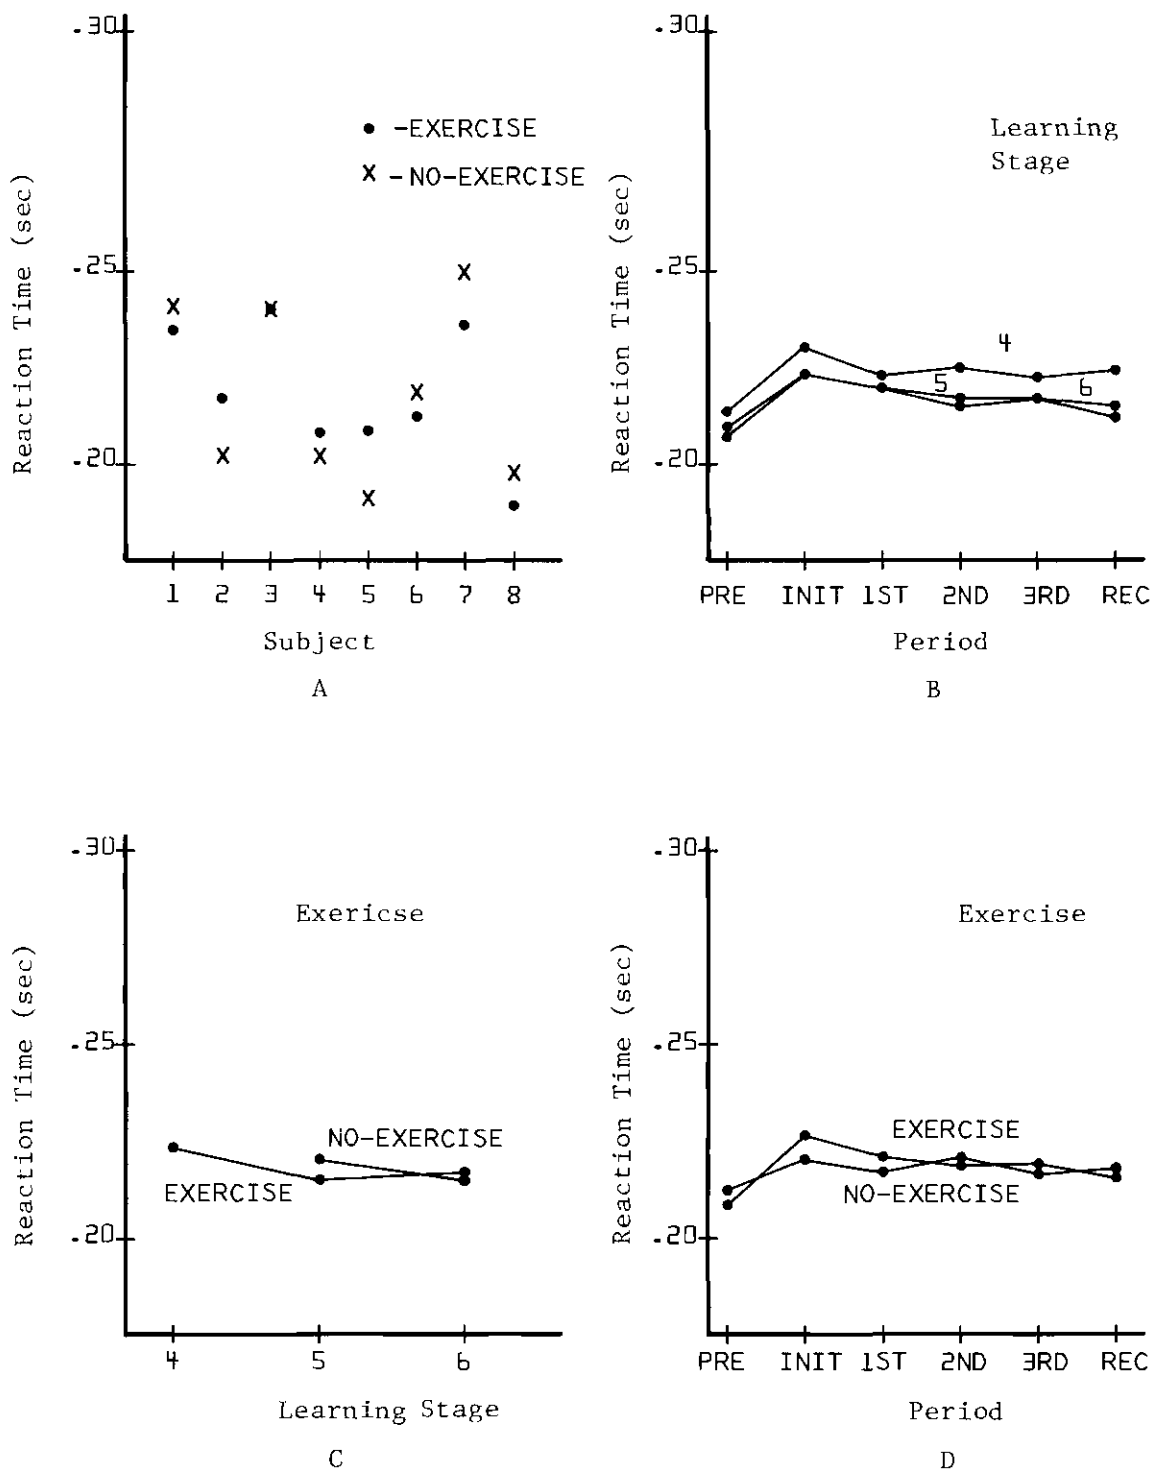 .30
-EXERCISE
X -NO-EXERCISE
.25
.20
Reaction Time (sec)
1 2 3 4 5 6 7 8
Subject
A
.30
Learning
Stage
.25
.20
Reaction Time (sec)
4
5
6
PRE INIT 1ST 2ND 3RD REC
Period
B
.30
Exericse
.25
.20
Reaction Time (sec)
NO-EXERCISE
EXERCISE
4 5 6
Learning Stage
C
.30
Exercise
.25
.20
Reaction Time (sec)
EXERCISE
NO-EXERCISE
PRE INIT 1ST 2ND 3RD REC
Period
D